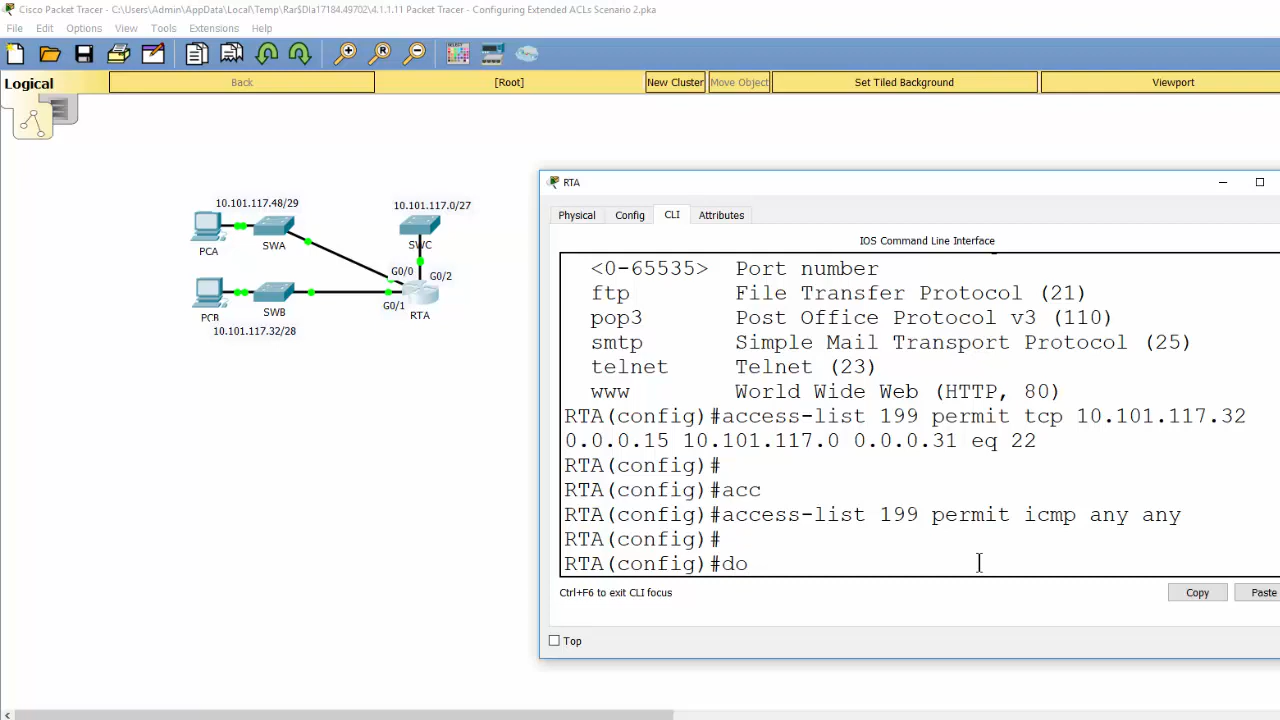 Cisco Packet Tracer - C:\Users\Admin\AppData\Local\Temp\Rar$DIa17184.49702\4.1.1.11 Packet Tracer - Configuring Extended ACLs Scenario 2.pka
File Edit Options View Tools Extensions Help
Logical Back [Root] New Cluster Move Object Set Tiled Background Viewport
10.101.117.48/29
10.101.117.0/27
PCA
SWA
SWC
G0/0
G0/2
G0/1
PCB
SWB
RTA
10.101.117.32/28
RTA
Physical Config CLI Attributes
IOS Command Line Interface
<0-65535> Port number
ftp File Transfer Protocol (21)
pop3 Post Office Protocol v3 (110)
smtp Simple Mail Transport Protocol (25)
telnet Telnet (23)
www World Wide Web (HTTP, 80)
RTA(config)#access-list 199 permit tcp 10.101.117.32
0.0.0.15 10.101.117.0 0.0.0.31 eq 22
RTA(config)#
RTA(config)#acc
RTA(config)#access-list 199 permit icmp any any
RTA(config)#
RTA(config)#do
Ctrl+F6 to exit CLI focus
Copy Paste
Top